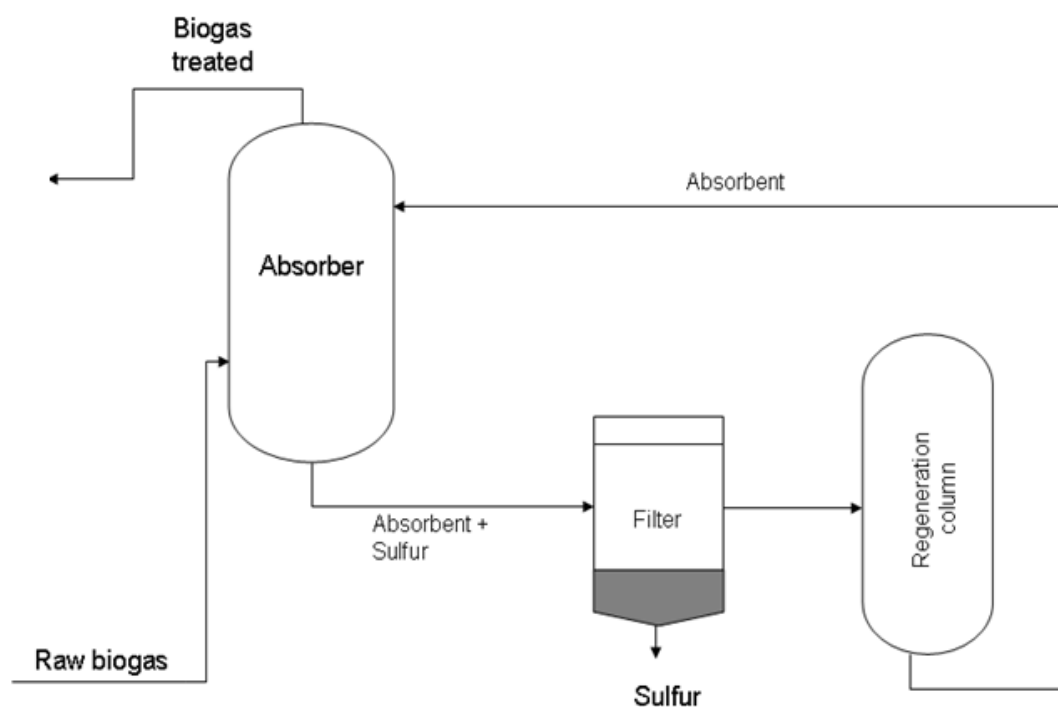 Biogas
treated
Absorbent
Absorber
Regeneration
column
Filter
Absorbent +
Sulfur
Raw biogas
Sulfur